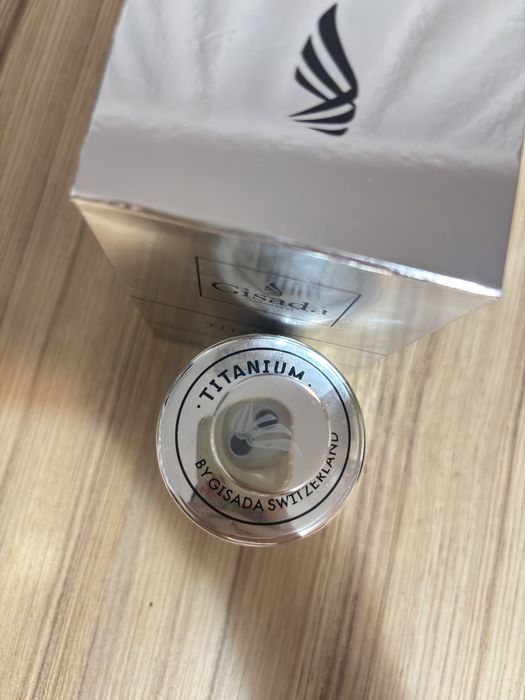 Gisada
· TITANIUM ·
BY GISADA SWITZERLAND